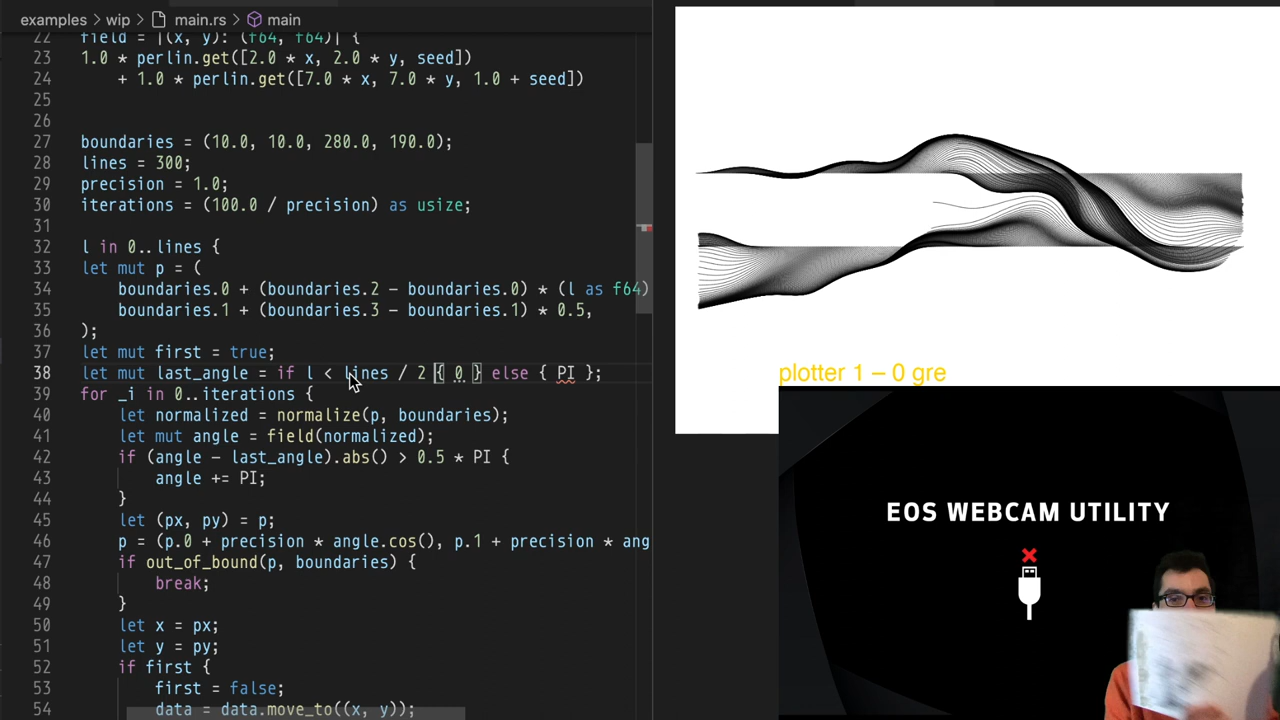 examples > wip > main.rs > main
22 field = |(x, y): (f64, f64)| {
23 1.0 * perlin.get([2.0 * x, 2.0 * y, seed])
24 + 1.0 * perlin.get([7.0 * x, 7.0 * y, 1.0 + seed])
25
26
27 boundaries = (10.0, 10.0, 280.0, 190.0);
28 lines = 300;
29 precision = 1.0;
30 iterations = (100.0 / precision) as usize;
31
32 l in 0..lines {
33 let mut p = (
34 boundaries.0 + (boundaries.2 - boundaries.0) * (l as f64)
35 boundaries.1 + (boundaries.3 - boundaries.1) * 0.5,
36 );
37 let mut first = true;
38 let mut last_angle = if l < lines / 2 { 0. } else { PI };
39 for _i in 0..iterations {
40 let normalized = normalize(p, boundaries);
41 let mut angle = field(normalized);
42 if (angle - last_angle).abs() > 0.5 * PI {
43 angle += PI;
44 }
45 let (px, py) = p;
46 p = (p.0 + precision * angle.cos(), p.1 + precision * ang
47 if out_of_bound(p, boundaries) {
48 break;
49 }
50 let x = px;
51 let y = py;
52 if first {
53 first = false;
54 data = data.move_to((x, y));
plotter 1 – 0 gre
EOS WEBCAM UTILITY